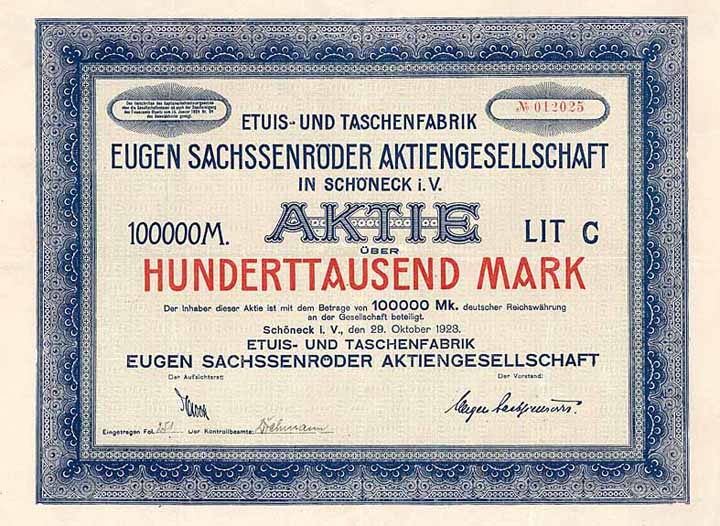 Nº 012025
ETUIS- UND TASCHENFABRIK
EUGEN SACHSSENRÖDER AKTIENGESELLSCHAFT
IN SCHÖNECK i. V.
100000 M. AKTIE LIT C
ÜBER
HUNDERTTAUSEND MARK
Der Inhaber dieser Aktie ist mit dem Betrage von 100000 Mk. deutscher Reichswährung
an der Gesellschaft beteiligt.
Schöneck i. V., den 29. Oktober 1923.
ETUIS- UND TASCHENFABRIK
EUGEN SACHSSENRÖDER AKTIENGESELLSCHAFT
Der Aufsichtsrat: Der Vorstand:
Eingetragen Fol. 251 Der Kontrollbeamte: